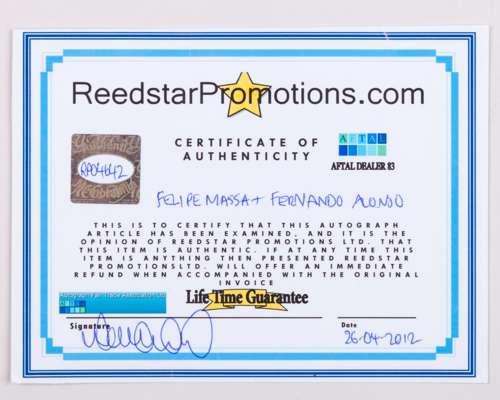 ReedstarPromotions.com
CERTIFICATE OF
AUTHENTICITY
AFTAL
AFTAL DEALER 83
Authentic
RP04642
FELIPE MASSA + FERNANDO ALONSO
THIS IS TO CERTIFY THAT THIS AUTOGRAPH
ARTICLE HAS BEEN EXAMINED, AND IT IS THE
OPINION OF REEDSTAR PROMOTIONS LTD. THAT
THIS ITEM IS AUTHENTIC. IF AT ANY TIME THIS
ITEM IS ANYTHING THEN PRESENTED REEDSTAR
PROMOTIONSLTD. WILL OFFER AN IMMEDIATE
REFUND WHEN ACCOMPANIED WITH THE ORIGINAL
INVOICE
AFTAL
Life Time Guarantee
Signature
Date
26-04-2012